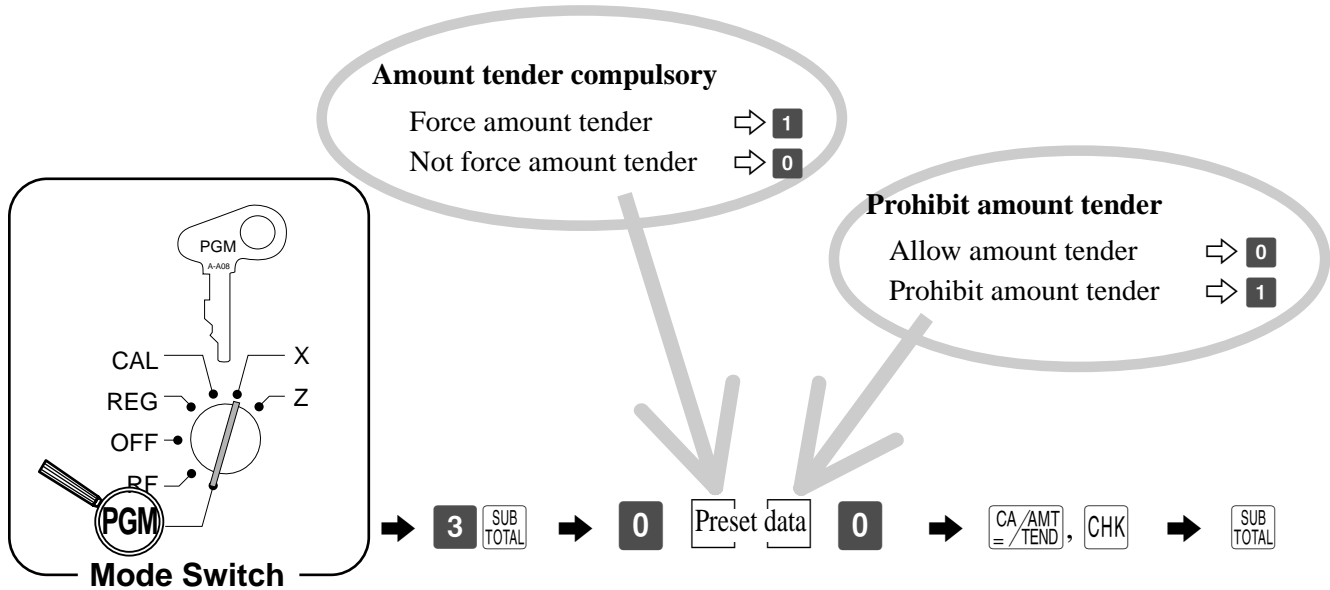 Amount tender compulsory
Force amount tender 1
Not force amount tender 0
Prohibit amount tender
Allow amount tender 0
Prohibit amount tender 1
PGM
A-A08
CAL
X
REG
Z
OFF
RF
PGM
Mode Switch
3 SUB TOTAL 0 Preset data 0 CA/AMT =/TEND, CHK SUB TOTAL